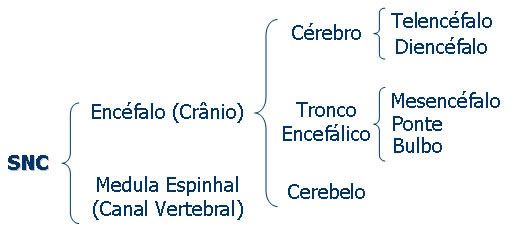 SNC
Encéfalo (Crânio)
Cérebro
Telencéfalo
Diencéfalo
Tronco
Encefálico
Mesencéfalo
Ponte
Bulbo
Cerebelo
Medula Espinhal
(Canal Vertebral)